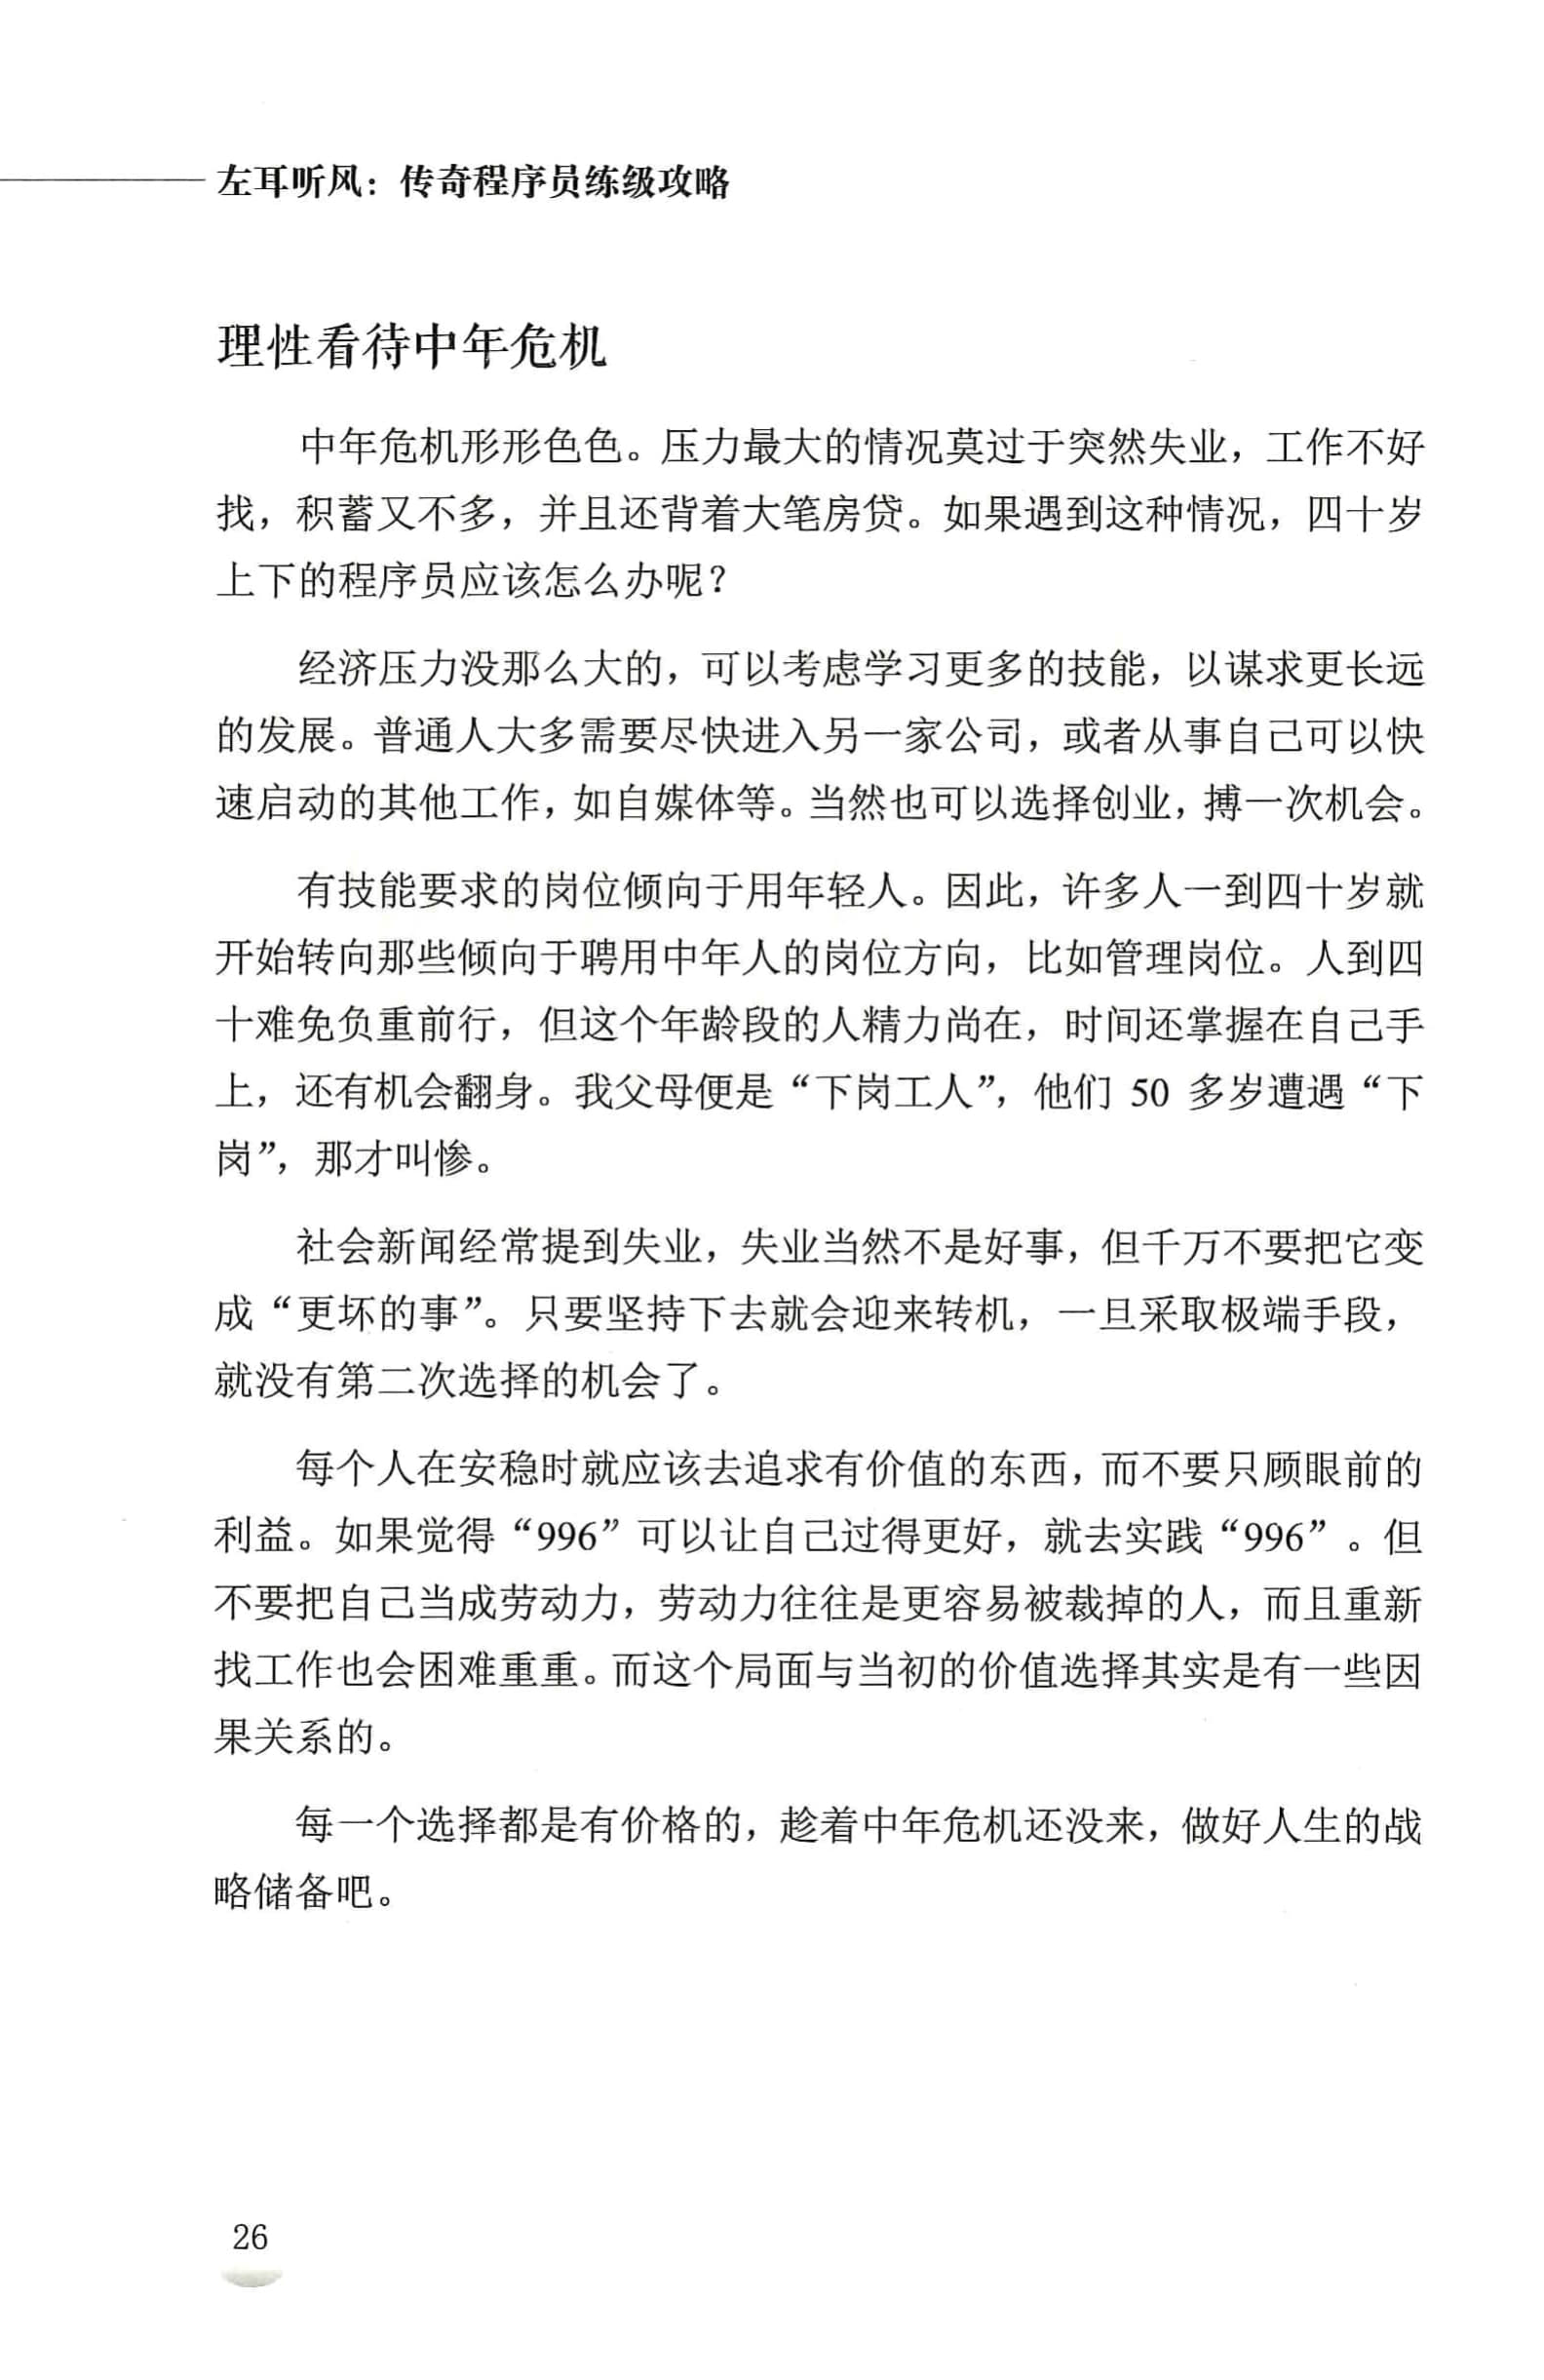 左耳听风：传奇程序员练级攻略
理性看待中年危机
中年危机形形色色。压力最大的情况莫过于突然失业，工作不好
找，积蓄又不多，并且还背着大笔房贷。如果遇到这种情况，四十岁
上下的程序员应该怎么办呢？
经济压力没那么大的，可以考虑学习更多的技能，以谋求更长远
的发展。普通人大多需要尽快进入另一家公司，或者从事自己可以快
速启动的其他工作，如自媒体等。当然也可以选择创业，搏一次机会。
有技能要求的岗位倾向于用年轻人。因此，许多人一到四十岁就
开始转向那些倾向于聘用中年人的岗位方向，比如管理岗位。人到四
十难免负重前行，但这个年龄段的人精力尚在，时间还掌握在自己手
上，还有机会翻身。我父母便是“下岗工人”，他们 50 多岁遭遇“下
岗”，那才叫惨。
社会新闻经常提到失业，失业当然不是好事，但千万不要把它变
成“更坏的事”。只要坚持下去就会迎来转机，一旦采取极端手段，
就没有第二次选择的机会了。
每个人在安稳时就应该去追求有价值的东西，而不要只顾眼前的
利益。如果觉得“996”可以让自己过得更好，就去实践“996”。但
不要把自己当成劳动力，劳动力往往是更容易被裁掉的人，而且重新
找工作也会困难重重。而这个局面与当初的价值选择其实是有一些因
果关系的。
每一个选择都是有价格的，趁着中年危机还没来，做好人生的战
略储备吧。
26